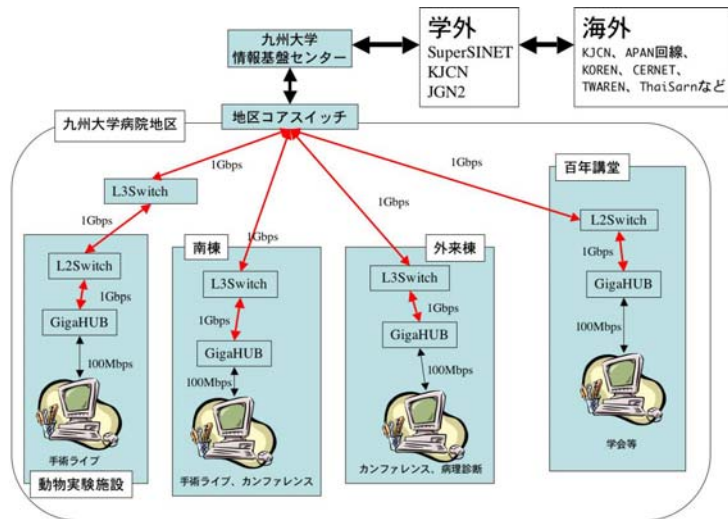 九州大学
情報基盤センター
学外
SuperSINET
KJCN
JGN2
海外
KJCN、APAN回線、
KOREN、CERNET、
TWAREN、ThaiSarnなど
地区コアスイッチ
九州大学病院地区
1Gbps
1Gbps
1Gbps
1Gbps
L3Switch
1Gbps
L2Switch
1Gbps
GigaHUB
100Mbps
手術ライブ
動物実験施設
南棟
L3Switch
1Gbps
GigaHUB
100Mbps
手術ライブ、カンファレンス
外来棟
L3Switch
1Gbps
GigaHUB
100Mbps
カンファレンス、病理診断
百年講堂
L2Switch
1Gbps
GigaHUB
100Mbps
学会等